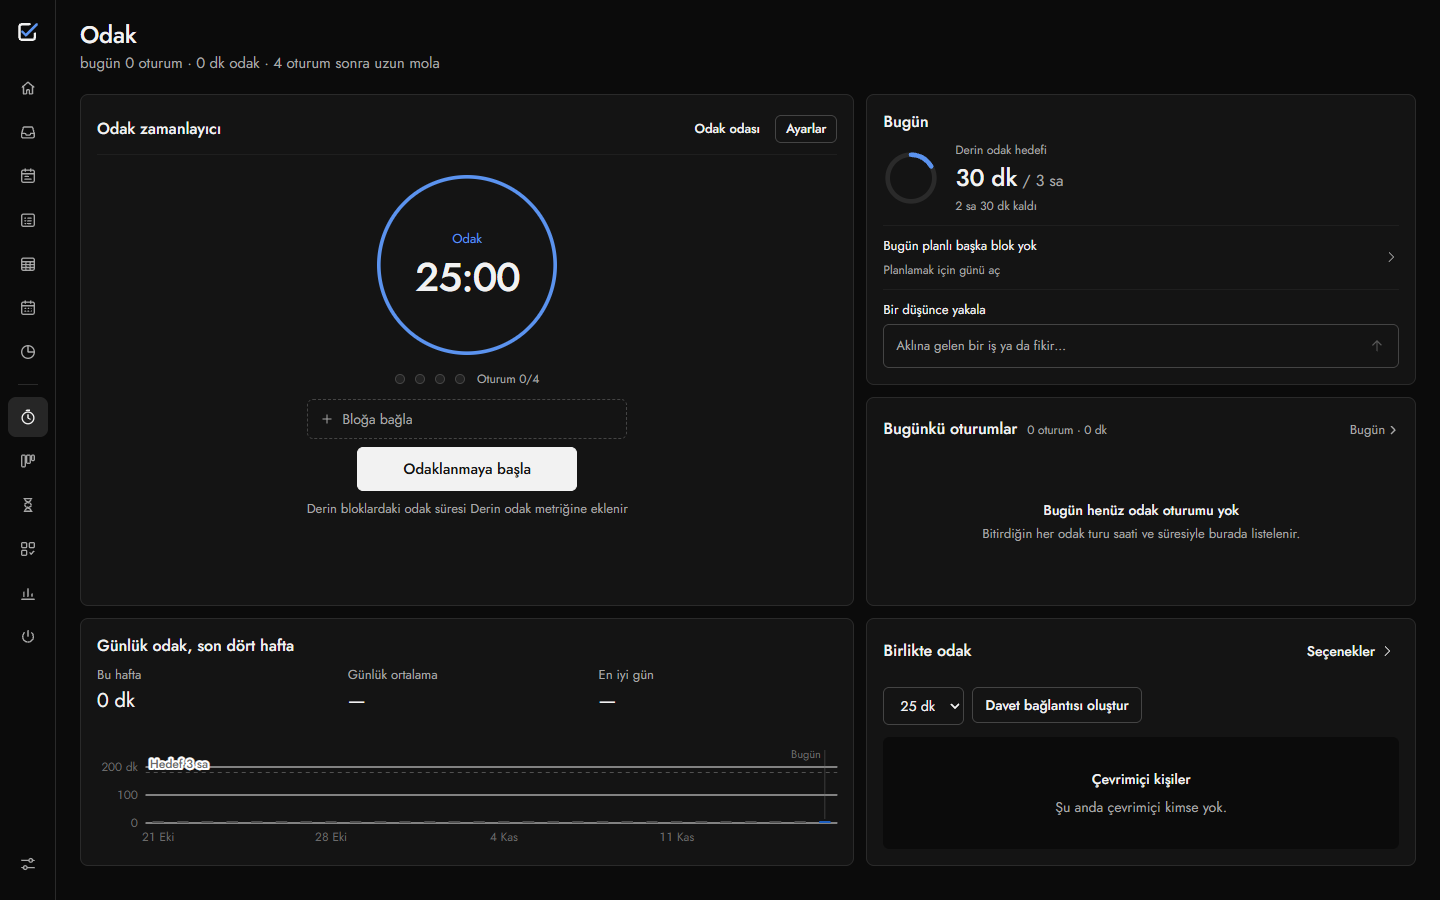 Odak
bugün 0 oturum · 0 dk odak · 4 oturum sonra uzun mola
Odak zamanlayıcı
Odak odası
Ayarlar
Odak
25:00
Oturum 0/4
+ Bloğa bağla
Odaklanmaya başla
Derin bloklardaki odak süresi Derin odak metriğine eklenir
Bugün
Derin odak hedefi
30 dk / 3 sa
2 sa 30 dk kaldı
Bugün planlı başka blok yok
Planlamak için günü aç
Bir düşünce yakala
Aklına gelen bir iş ya da fikir...
Bugünkü oturumlar 0 oturum · 0 dk
Bugün
Bugün henüz odak oturumu yok
Bitirdiğin her odak turu saati ve süresiyle burada listelenir.
Günlük odak, son dört hafta
Bu hafta
0 dk
Günlük ortalama
—
En iyi gün
—
Bugün
200 dk
Hedef 3 sa
100
0
21 Eki
28 Eki
4 Kas
11 Kas
Birlikte odak
Seçenekler
25 dk
Davet bağlantısı oluştur
Çevrimiçi kişiler
Şu anda çevrimiçi kimse yok.